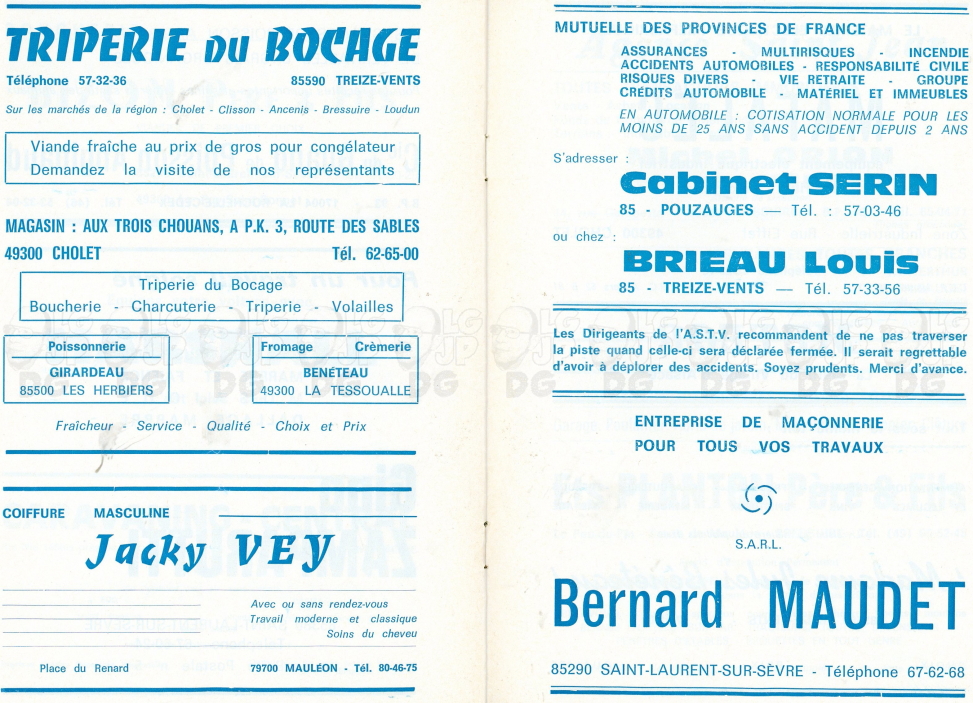 TRIPERIE DU BOCAGE
Téléphone 57-32-36 85590 TREIZE-VENTS
Sur les marchés de la région : Cholet - Clisson - Ancenis - Bressuire - Loudun
Viande fraîche au prix de gros pour congélateur
Demandez la visite de nos représentants
MAGASIN : AUX TROIS CHOUANS, A P.K. 3, ROUTE DES SABLES
49300 CHOLET Tél. 62-65-00
Triperie du Bocage
Boucherie - Charcuterie - Triperie - Volailles
Poissonnerie
GIRARDEAU
85500 LES HERBIERS
Fromage Crèmerie
BENÉTEAU
49300 LA TESSOUALLE
Fraîcheur - Service - Qualité - Choix et Prix
COIFFURE MASCULINE
Jacky VEY
Avec ou sans rendez-vous
Travail moderne et classique
Soins du cheveu
Place du Renard 79700 MAULÉON - Tél. 80-46-75
MUTUELLE DES PROVINCES DE FRANCE
ASSURANCES - MULTIRISQUES - INCENDIE
ACCIDENTS AUTOMOBILES - RESPONSABILITÉ CIVILE
RISQUES DIVERS - VIE RETRAITE - GROUPE
CRÉDITS AUTOMOBILE - MATÉRIEL ET IMMEUBLES
EN AUTOMOBILE : COTISATION NORMALE POUR LES
MOINS DE 25 ANS SANS ACCIDENT DEPUIS 2 ANS
S'adresser :
Cabinet SERIN
85 - POUZAUGES — Tél. : 57-03-46
ou chez :
BRIEAU Louis
85 - TREIZE-VENTS — Tél. 57-33-56
Les Dirigeants de l'A.S.T.V. recommandent de ne pas traverser
la piste quand celle-ci sera déclarée fermée. Il serait regrettable
d'avoir à déplorer des accidents. Soyez prudents. Merci d'avance.
ENTREPRISE DE MAÇONNERIE
POUR TOUS VOS TRAVAUX
S.A.R.L.
Bernard MAUDET
85290 SAINT-LAURENT-SUR-SÈVRE - Téléphone 67-62-68